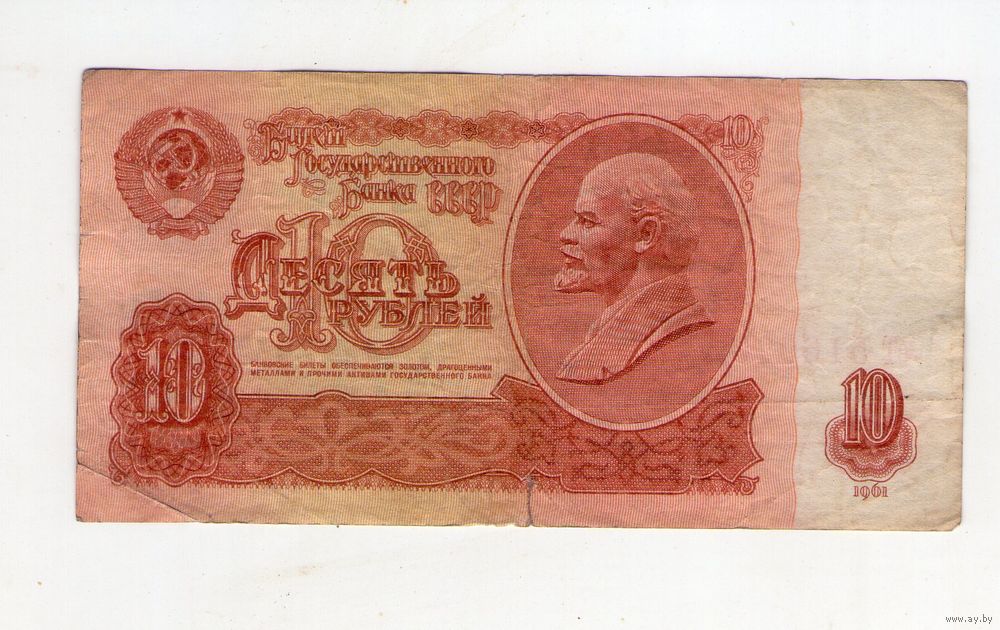 Билет
Государственного
Банка СССР
10
10
Десять
рублей
БАНКОВСКИЕ БИЛЕТЫ ОБЕСПЕЧИВАЮТСЯ ЗОЛОТОМ, ДРАГОЦЕННЫМИ
МЕТАЛЛАМИ И ПРОЧИМИ АКТИВАМИ ГОСУДАРСТВЕННОГО БАНКА
10
10
1961
www.ay.by